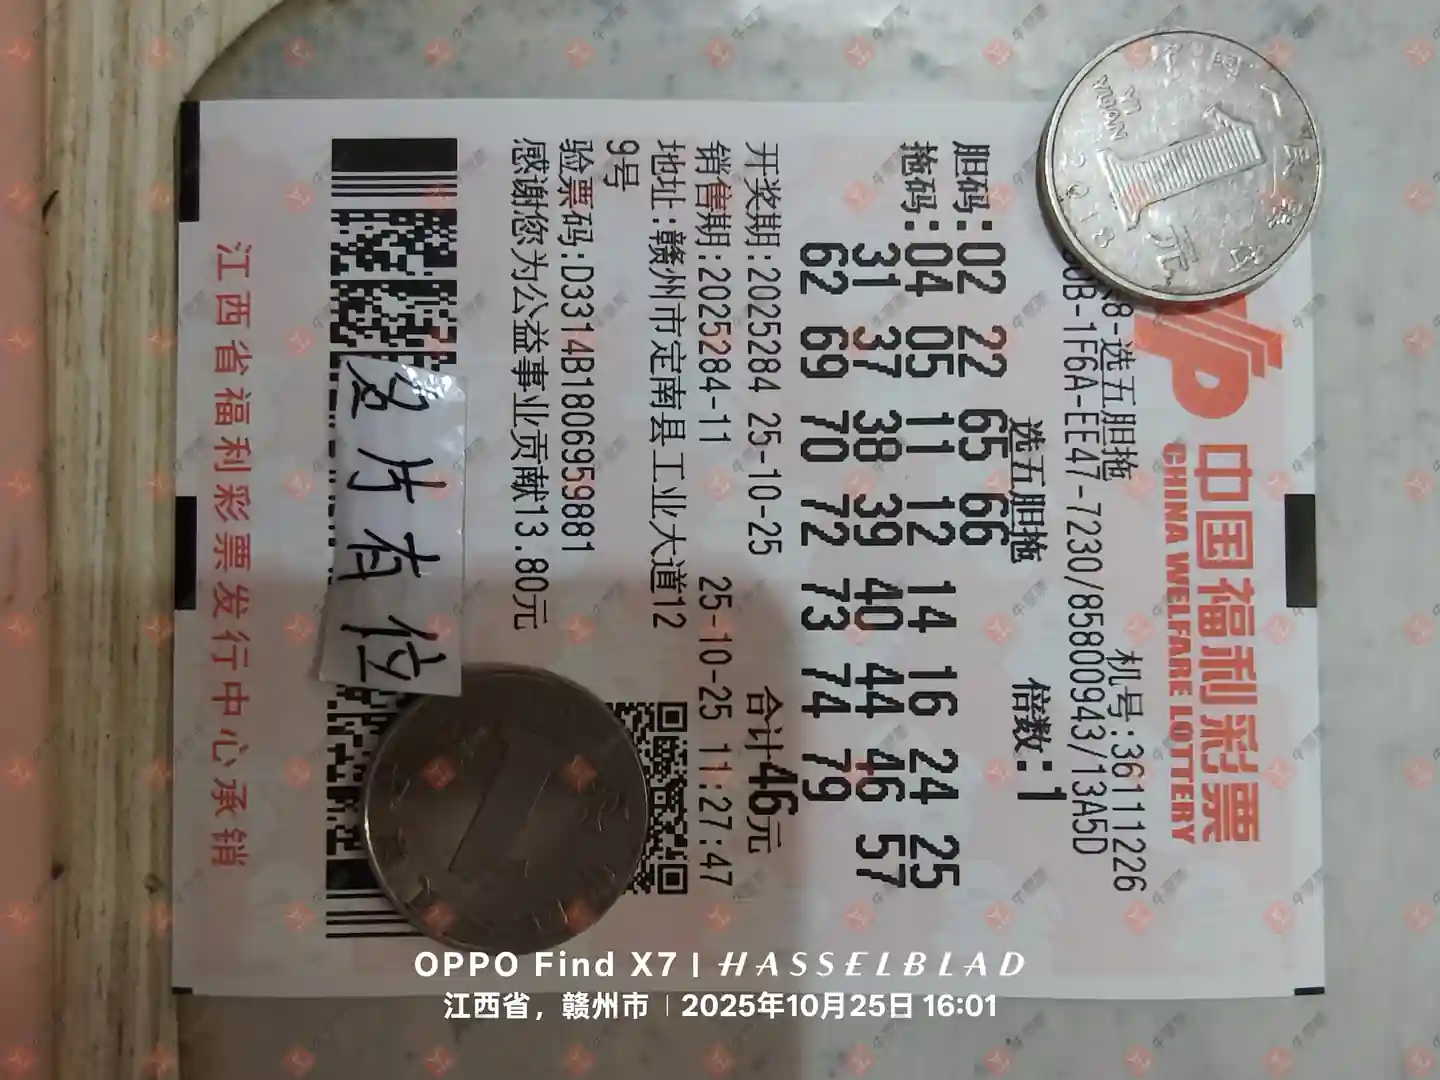 中国福利彩票
CHINA WELFARE LOTTERY
机号:36111226
8-选五胆拖
0B-1F6A-EE47-7230/85800943/13A5D
选五胆拖 倍数:1
胆码:02 22 65 66
拖码:04 05 11 12 14 16 24 25
31 37 38 39 40 44 46 57
62 69 70 72 73 74 79
开奖期:2025284 25-10-25 合计46元
销售期:2025284-11 25-10-25 11:27:47
地址:赣州市定南县工业大道12
9号
验票码:D3314B1806959881
感谢您为公益事业贡献13.80元
江西省福利彩票发行中心承销
YI YUAN
1元
2018
OPPO Find X7 | HASSELBLAD
江西省，赣州市 | 2025年10月25日 16:01